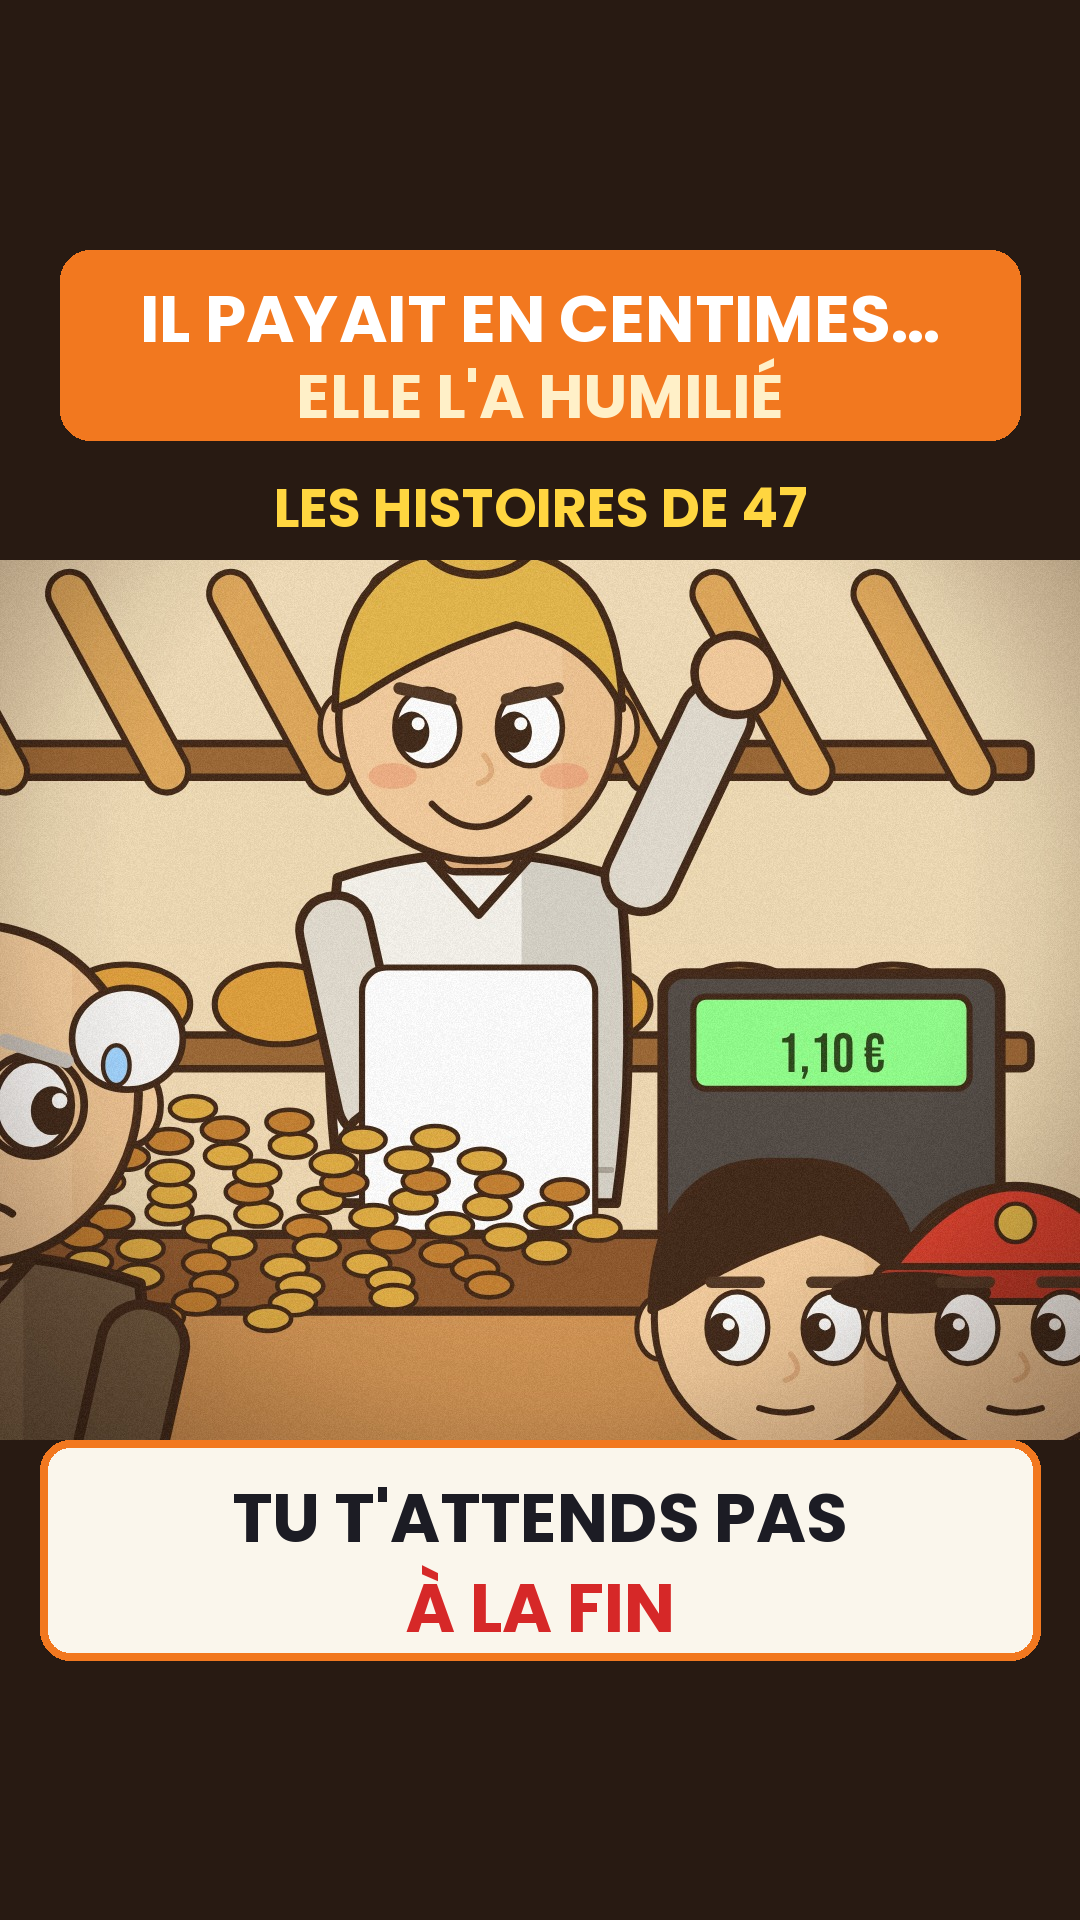 IL PAYAIT EN CENTIMES...
ELLE L'A HUMILIÉ
LES HISTOIRES DE 47
1,10 €
TU T'ATTENDS PAS
À LA FIN